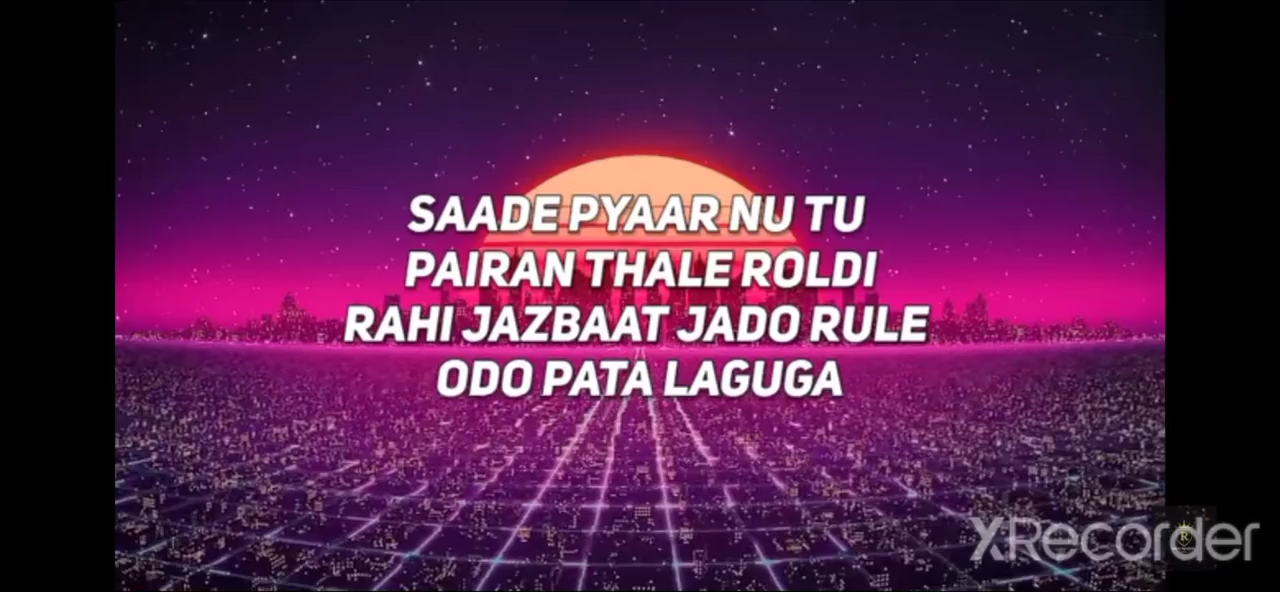 SAADE PYAAR NU TU
PAIRAN THALE ROLDI
RAHI JAZBAAT JADO RULE
ODO PATA LAGUGA
XRecorder